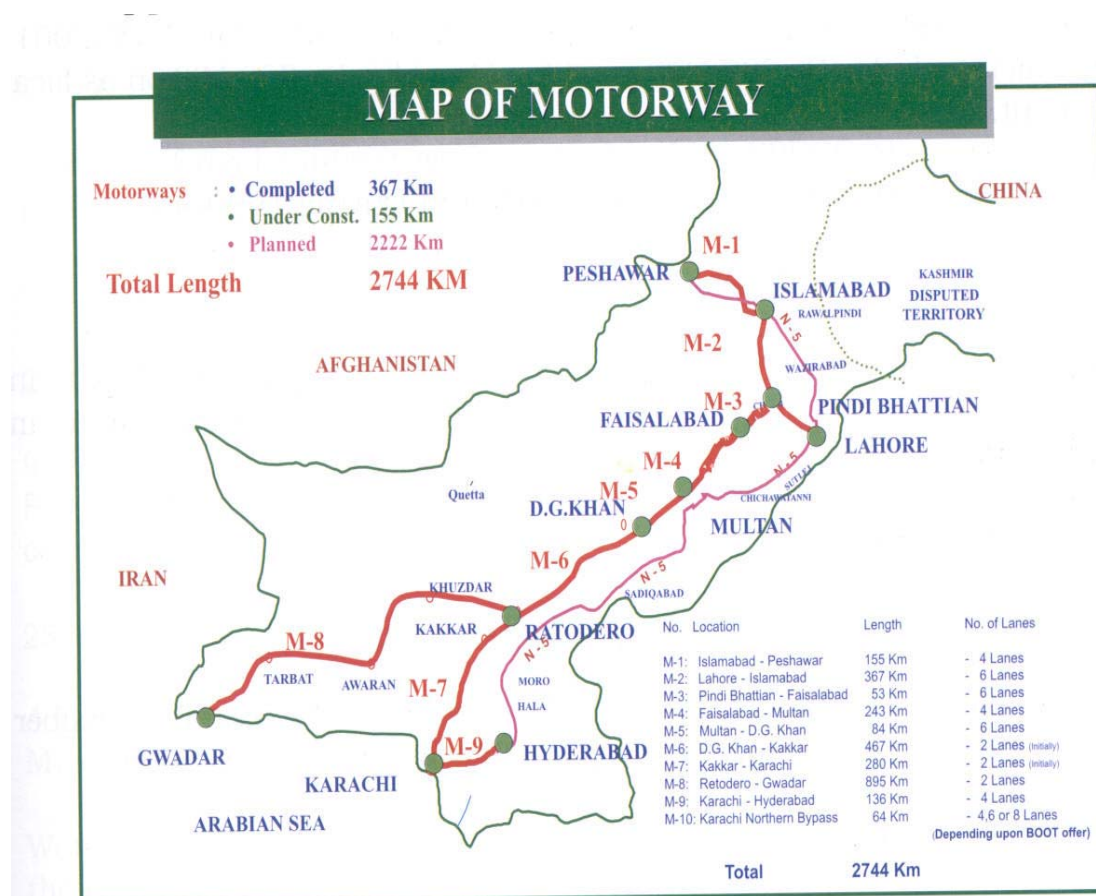 MAP OF MOTORWAY
Motorways : • Completed 367 Km
• Under Const. 155 Km
• Planned 2222 Km
Total Length 2744 KM
CHINA
M-1
PESHAWAR
ISLAMABAD
RAWALPINDI
KASHMIR
DISPUTED
TERRITORY
N-5
M-2
AFGHANISTAN
WAZIRABAD
M-3
PINDI BHATTIAN
FAISALABAD
LAHORE
M-4
N-5
SUTLEJ
Quetta
M-5
CHICHAWATANNI
D.G.KHAN
MULTAN
M-6
IRAN
N-5
KHUZDAR
SADIQABAD
KAKKAR
RATODERO
M-8
N-5
TARBAT
AWARAN
M-7
MORO
HALA
M-9
HYDERABAD
GWADAR
KARACHI
ARABIAN SEA
No. Location Length No. of Lanes
M-1: Islamabad - Peshawar 155 Km - 4 Lanes
M-2: Lahore - Islamabad 367 Km - 6 Lanes
M-3: Pindi Bhattian - Faisalabad 53 Km - 6 Lanes
M-4: Faisalabad - Multan 243 Km - 4 Lanes
M-5: Multan - D.G. Khan 84 Km - 6 Lanes
M-6: D.G. Khan - Kakkar 467 Km - 2 Lanes (Initially)
M-7: Kakkar - Karachi 280 Km - 2 Lanes (Initially)
M-8: Retodero - Gwadar 895 Km - 2 Lanes
M-9: Karachi - Hyderabad 136 Km - 4 Lanes
M-10: Karachi Northern Bypass 64 Km - 4,6 or 8 Lanes
(Depending upon BOOT offer)
Total 2744 Km